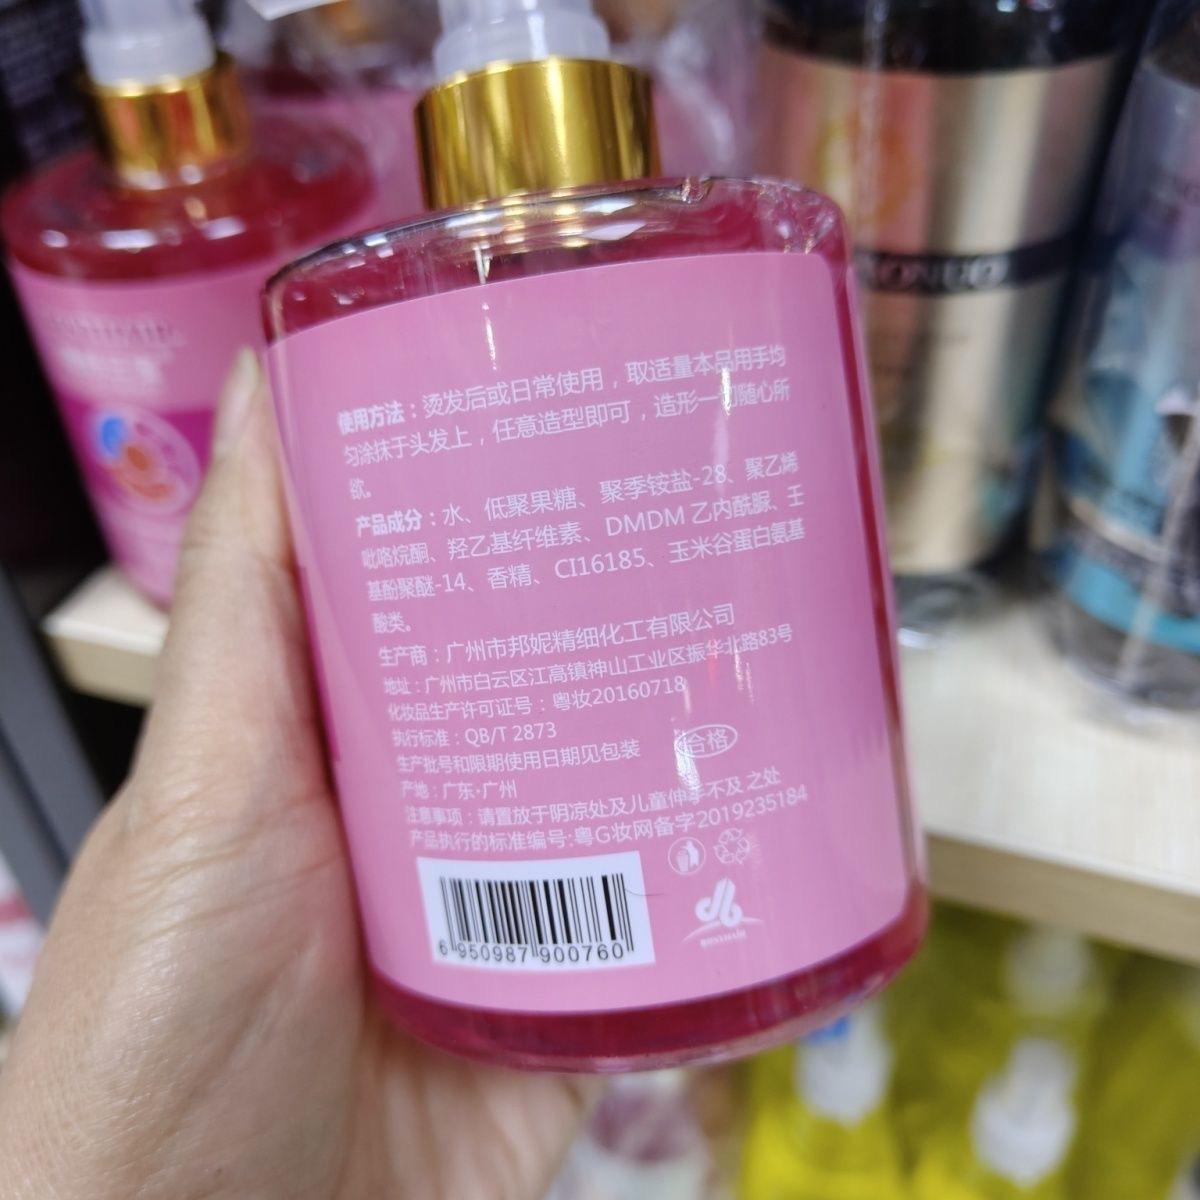 使用方法：烫发后或日常使用，取适量本品用手均
匀涂抹于头发上，任意造型即可，造形一切随心所
欲。
产品成分：水、低聚果糖、聚季铵盐-28、聚乙烯
吡咯烷酮、羟乙基纤维素、DMDM 乙内酰脲、壬
基酚聚醚-14、香精、CI16185、玉米谷蛋白氨基
酸类。
生产商：广州市邦妮精细化工有限公司
地址：广州市白云区江高镇神山工业区振华北路83号
化妆品生产许可证号：粤妆20160718
执行标准：QB/T 2873
生产批号和限期使用日期见包装
合格
产地：广东·广州
注意事项：请置放于阴凉处及儿童伸手不及之处
产品执行的标准编号:粤G妆网备字2019235184
6 950987 900760
BONYHAIR